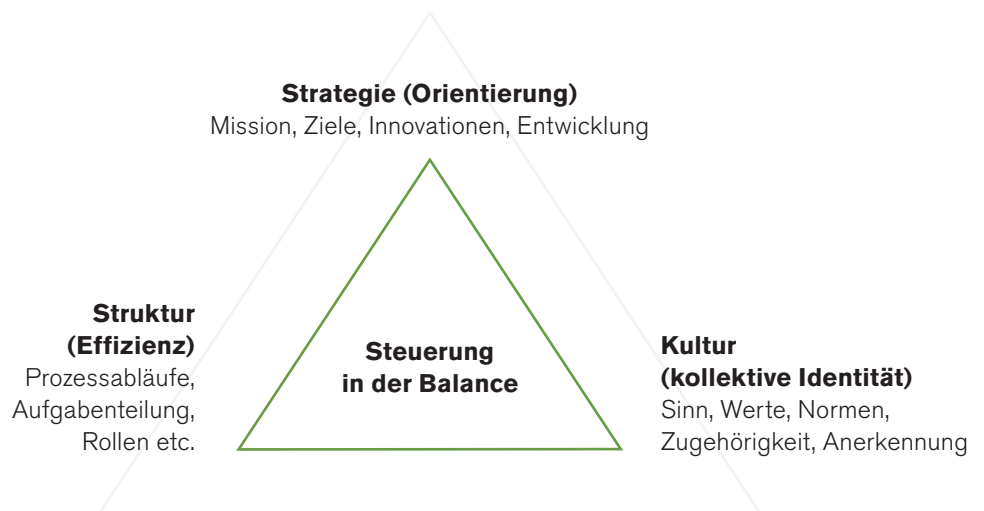 Strategie (Orientierung)
Mission, Ziele, Innovationen, Entwicklung
Struktur
(Effizienz)
Prozessabläufe,
Aufgabenteilung,
Rollen etc.
Steuerung
in der Balance
Kultur
(kollektive Identität)
Sinn, Werte, Normen,
Zugehörigkeit, Anerkennung